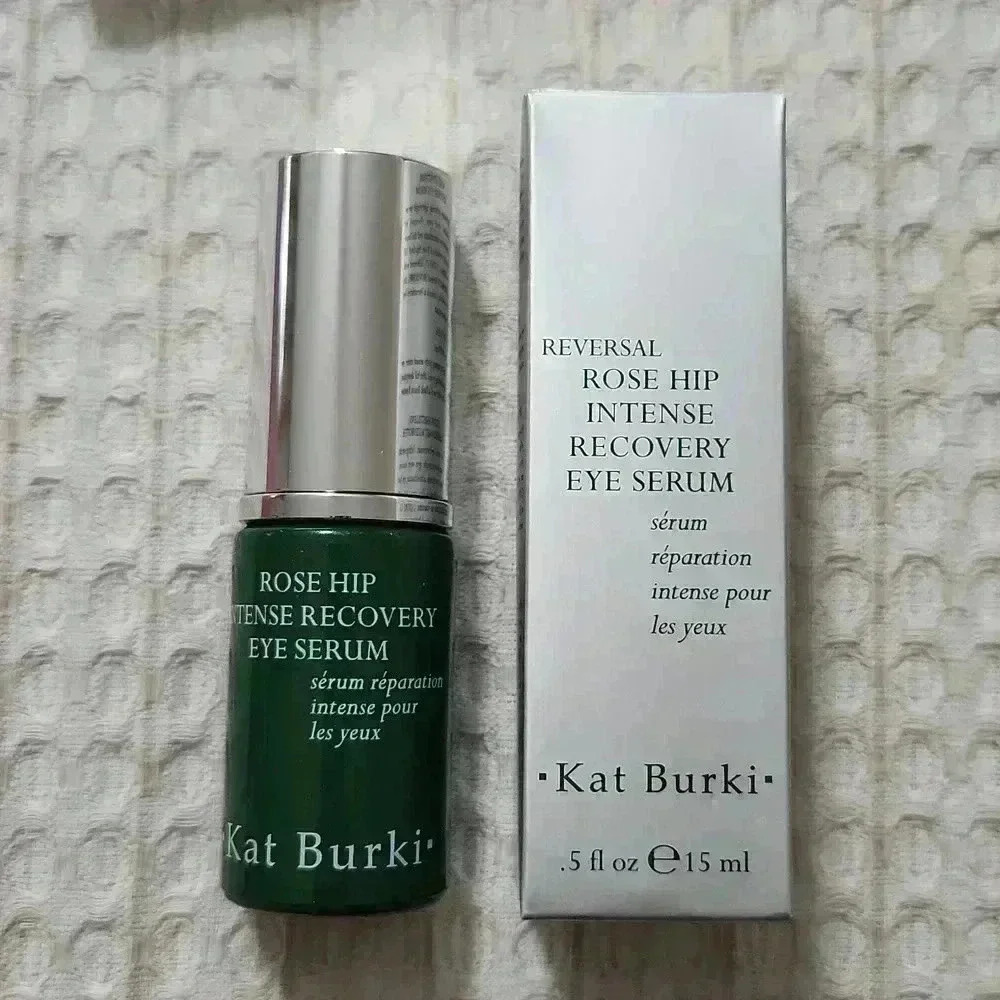 ROSE HIP
INTENSE RECOVERY
EYE SERUM
sérum réparation
intense pour
les yeux
Kat Burki·
REVERSAL
ROSE HIP
INTENSE
RECOVERY
EYE SERUM
sérum
réparation
intense pour
les yeux
·Kat Burki·
.5 fl oz ℮ 15 ml